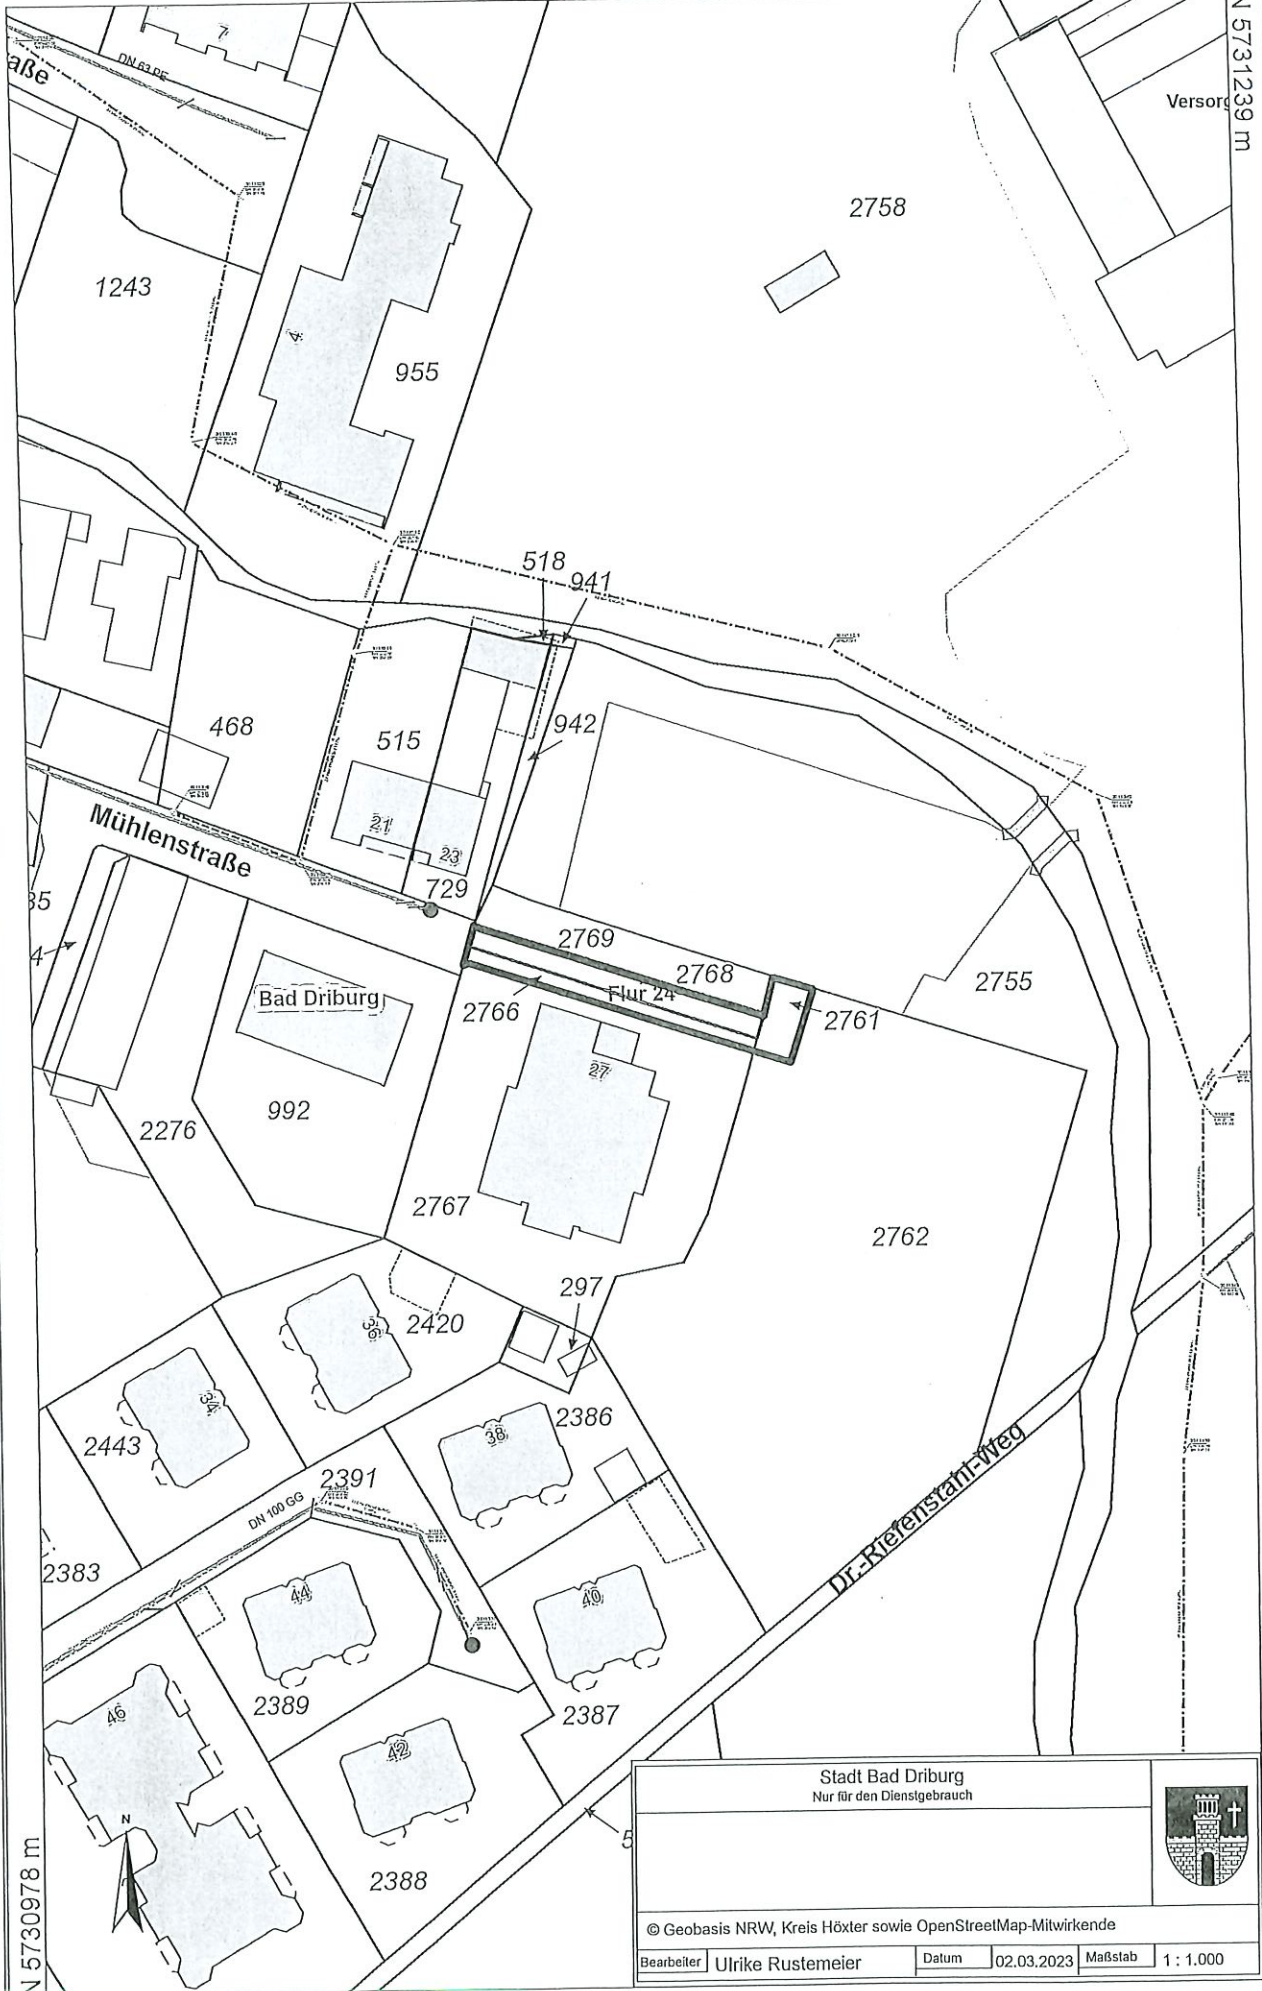 7
DN 63 PE
aße
N 5731239 m
Versorg
2758
1243
4
955
518
941
942
468
515
21
23
729
Mühlenstraße
35
4
2769
2768
Flur 24
2766
2761
2755
Bad Driburg
27
992
2276
2767
2762
297
36
2420
34
2443
38
2386
2391
DN 100 GG
2383
44
40
Dr.-Riefenstahl-Weg
46
2389
2387
42
2388
5
N
N 5730978 m
Stadt Bad Driburg
Nur für den Dienstgebrauch
© Geobasis NRW, Kreis Höxter sowie OpenStreetMap-Mitwirkende
Bearbeiter Ulrike Rustemeier Datum 02.03.2023 Maßstab 1 : 1.000